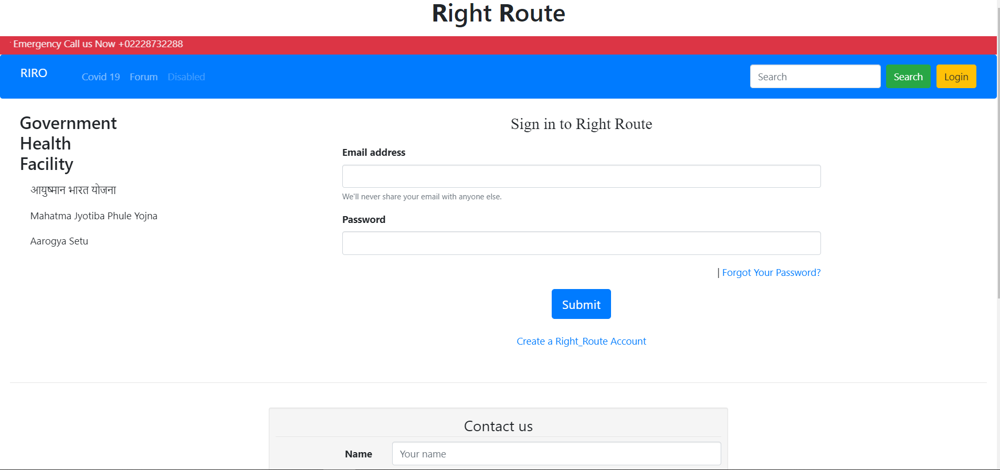 Right Route
Emergency Call us Now +02228732288
RIRO
Covid 19
Forum
Disabled
Search
Search
Login
Government
Health
Facility
आयुष्मान भारत योजना
Mahatma Jyotiba Phule Yojna
Aarogya Setu
Sign in to Right Route
Email address
We'll never share your email with anyone else.
Password
| Forgot Your Password?
Submit
Create a Right_Route Account
Contact us
Name
Your name